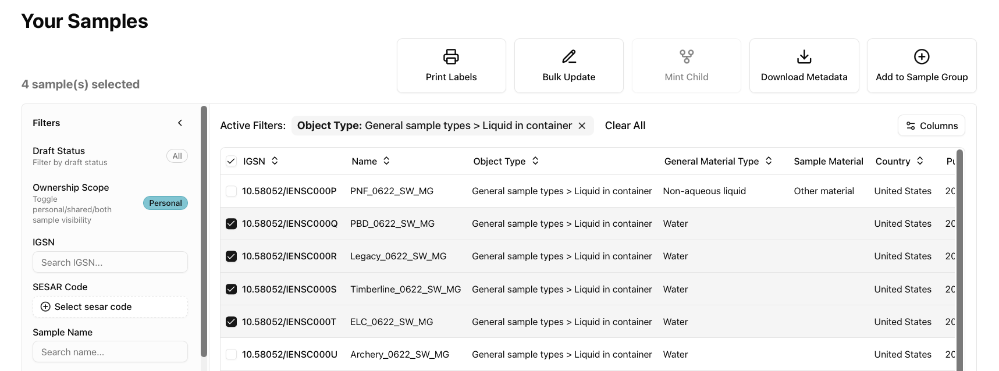 Your Samples
Print Labels
Bulk Update
Mint Child
Download Metadata
Add to Sample Group
4 sample(s) selected
Filters
Draft Status
Filter by draft status
All
Ownership Scope
Toggle
personal/shared/both
sample visibility
Personal
IGSN
Search IGSN...
SESAR Code
Select sesar code
Sample Name
Search name...
Active Filters: Object Type: General sample types > Liquid in container Clear All
Columns
IGSN Name Object Type General Material Type Sample Material Country
10.58052/IENSC000P PNF_0622_SW_MG General sample types > Liquid in container Non-aqueous liquid Other material United States 20
10.58052/IENSC000Q PBD_0622_SW_MG General sample types > Liquid in container Water United States 20
10.58052/IENSC000R Legacy_0622_SW_MG General sample types > Liquid in container Water United States 20
10.58052/IENSC000S Timberline_0622_SW_MG General sample types > Liquid in container Water United States 20
10.58052/IENSC000T ELC_0622_SW_MG General sample types > Liquid in container Water United States 20
10.58052/IENSC000U Archery_0622_SW_MG General sample types > Liquid in container Water United States 20